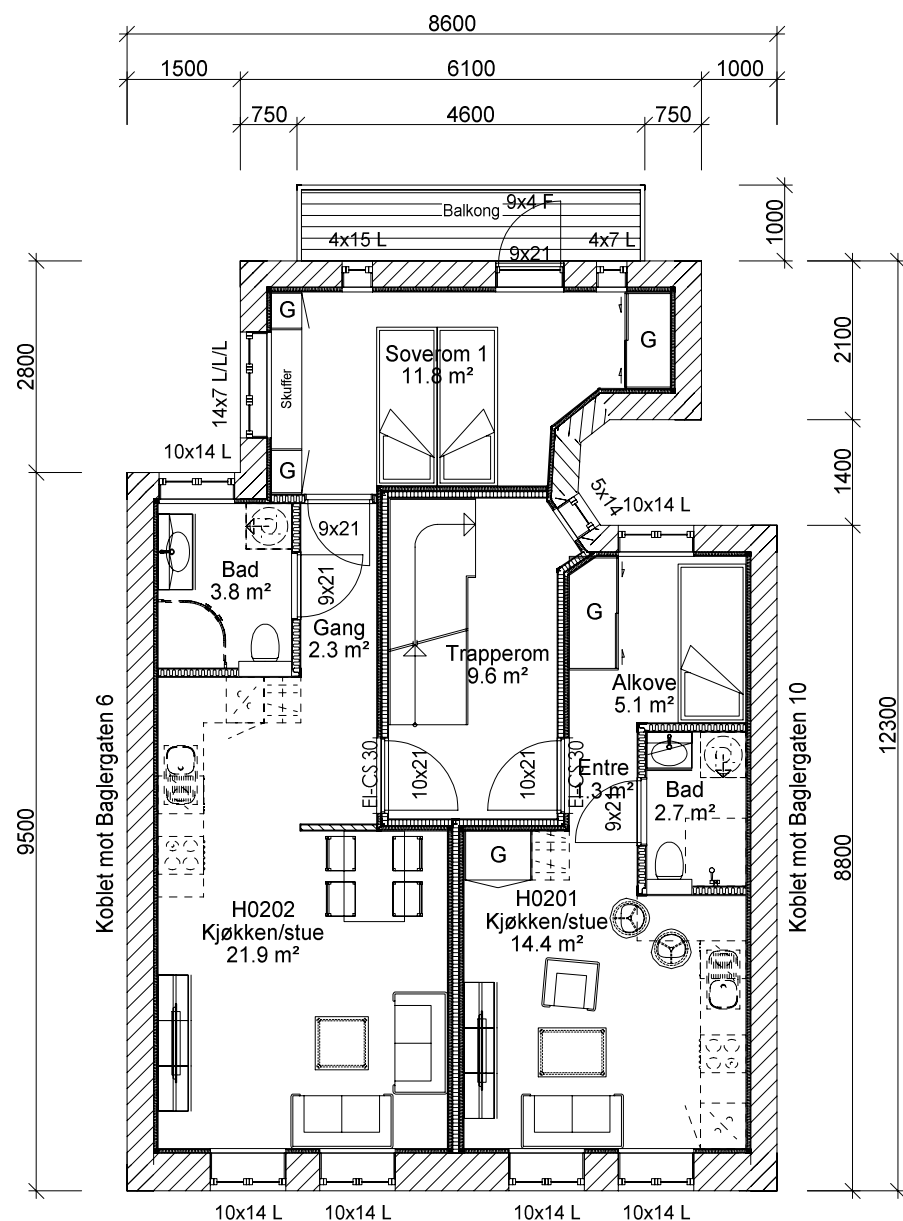 8600
1500 6100 1000
750 4600 750
1000
9x4 F
Balkong
4x15 L 9x21 4x7 L
G
Soverom 1
11.8 m²
G
Skuffer
14x7 L/L/L
2800
2100
G
10x14 L
5x14
10x14 L
1400
9x21
Bad
3.8 m²
9x21
Gang
2.3 m²
G
Trapperom
9.6 m²
Alkove
5.1 m²
Koblet mot Baglergaten 6
Koblet mot Baglergaten 10
12300
EI-CS 30
10x21
10x21
EI-CS 30
Entre
1.3 m²
9x21
Bad
2.7 m²
9500
8800
G
H0202
Kjøkken/stue
21.9 m²
H0201
Kjøkken/stue
14.4 m²
10x14 L 10x14 L 10x14 L 10x14 L